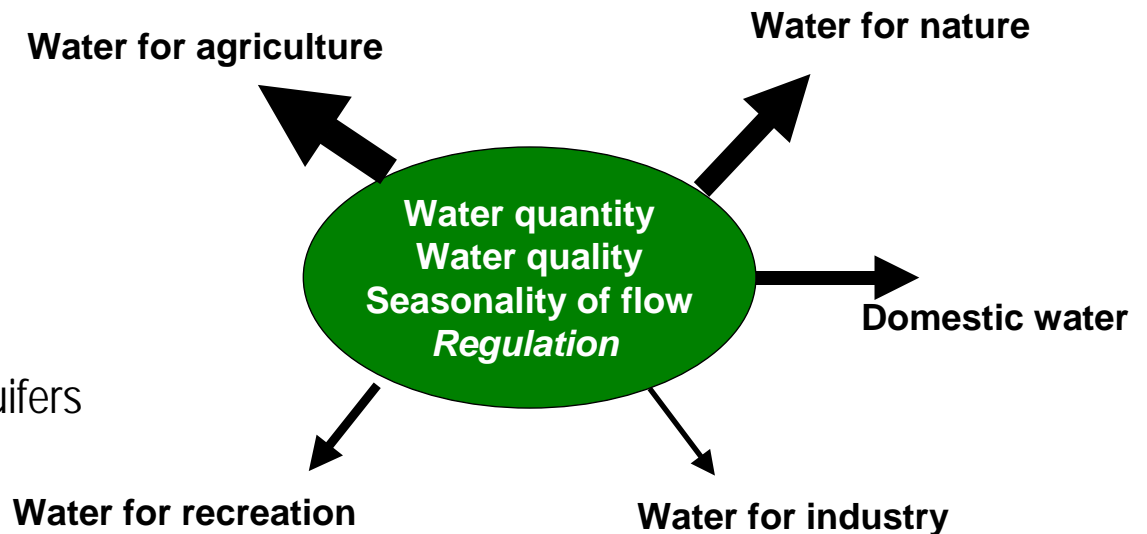 Water for nature
Water for agriculture
Water quantity
Water quality
Seasonality of flow
Regulation
Domestic water
uifers
Water for recreation
Water for industry